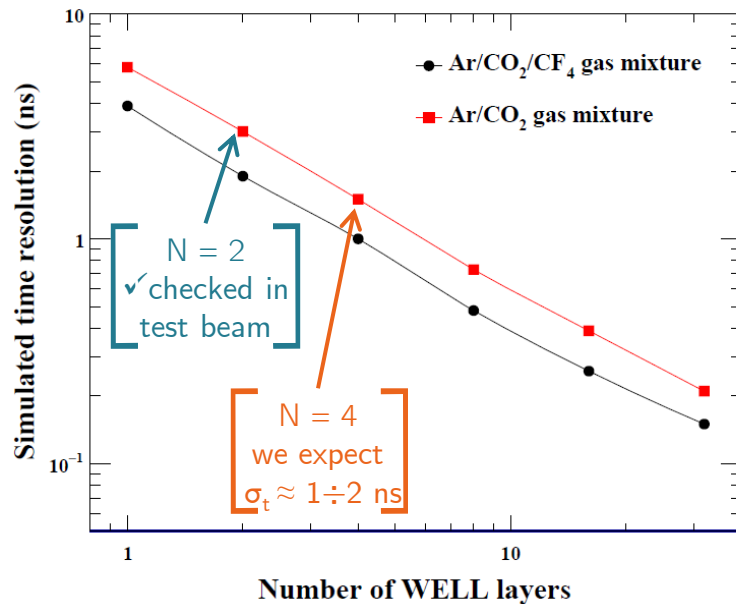 10
Ar/CO₂/CF₄ gas mixture
Ar/CO₂ gas mixture
Simulated time resolution (ns)
1
N = 2
✓checked in
test beam
N = 4
we expect
σₜ ≈ 1÷2 ns
10⁻¹
1
10
Number of WELL layers